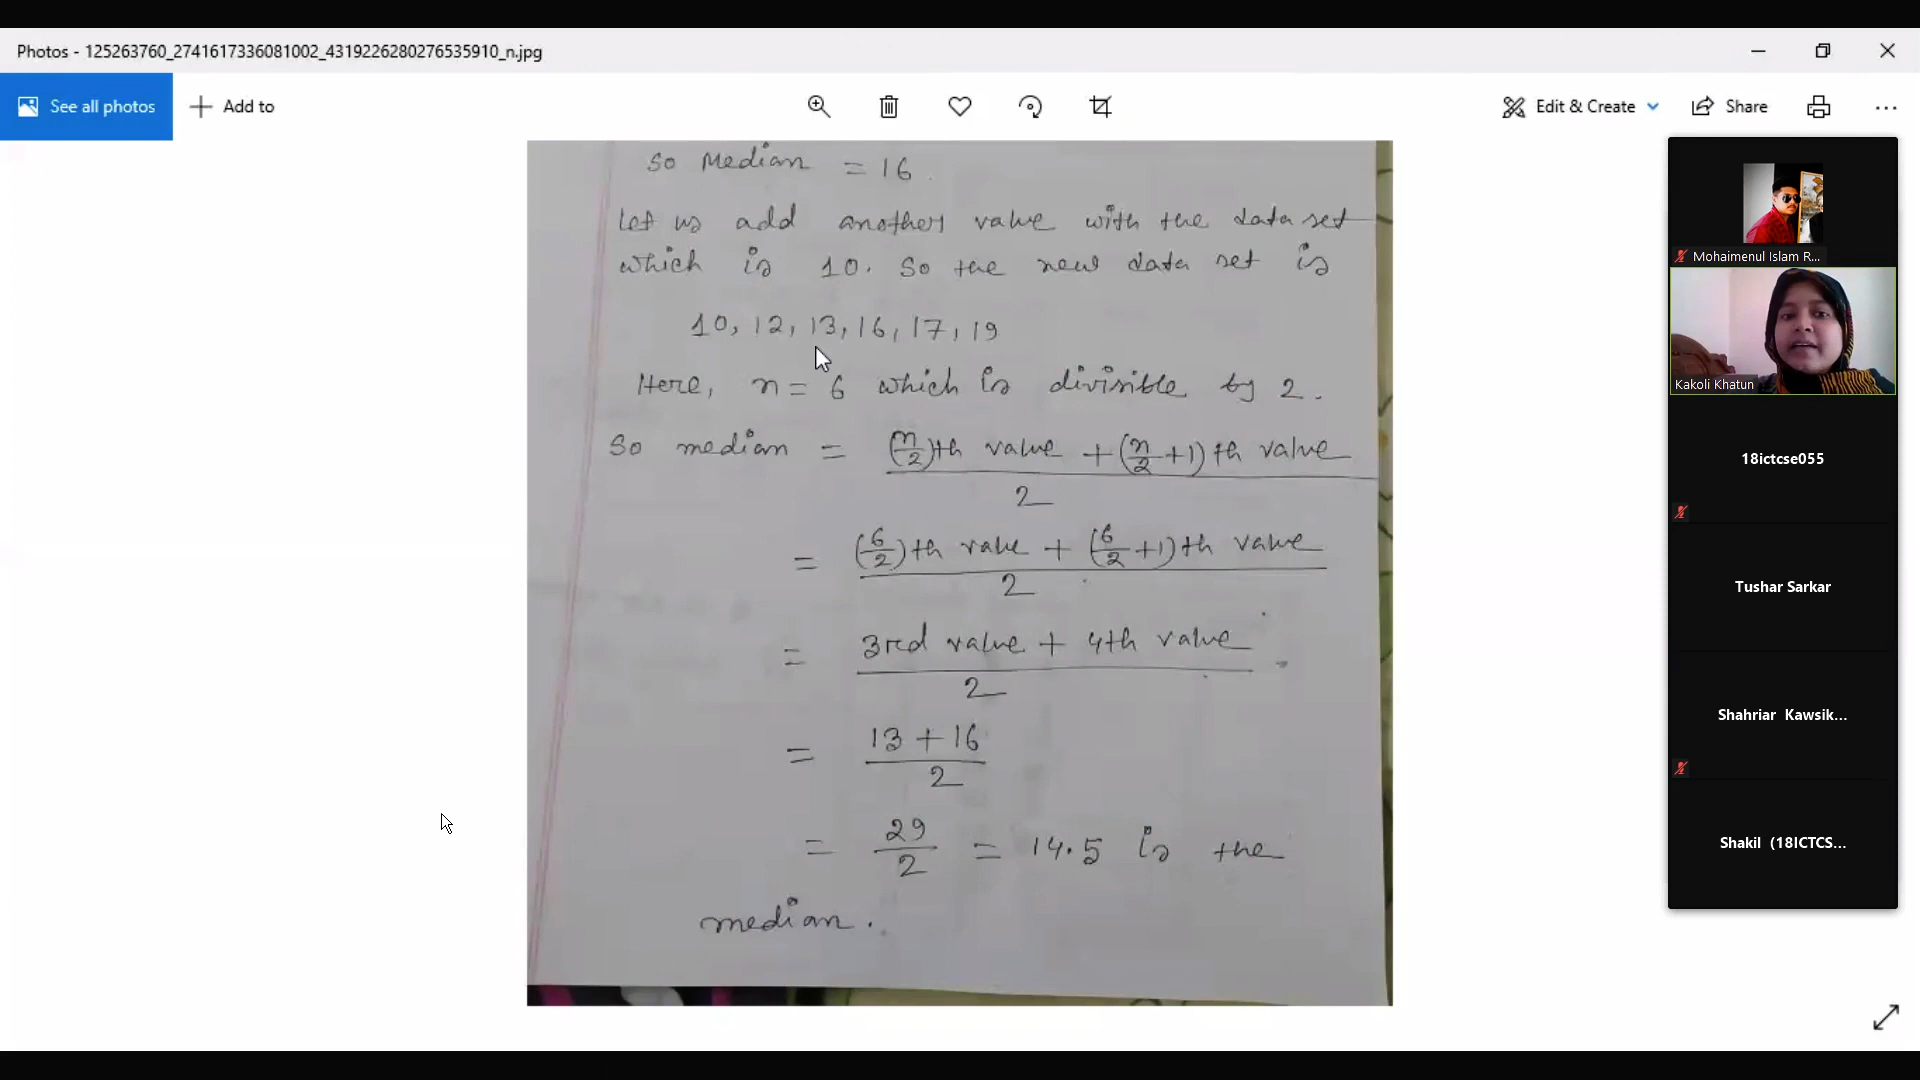 Photos - 125263760_2741617336081002_4319226280276535910_n.jpg
See all photos
Add to
Edit & Create
Share
So Median = 16.
Let us add another value with the data set
which is 10. So the new data set is
10, 12, 13, 16, 17, 19
Here, n = 6 which is divisible by 2.
So median = ((n/2)th value + (n/2 + 1)th value) / 2
= ((6/2)th value + (6/2 + 1)th value) / 2
= (3rd value + 4th value) / 2
= (13 + 16) / 2
= 29/2 = 14.5 is the
median.
Mohaimenul Islam R...
Kakoli Khatun
18ictcse055
Tushar Sarkar
Shahriar Kawsik...
Shakil (18ICTCS...